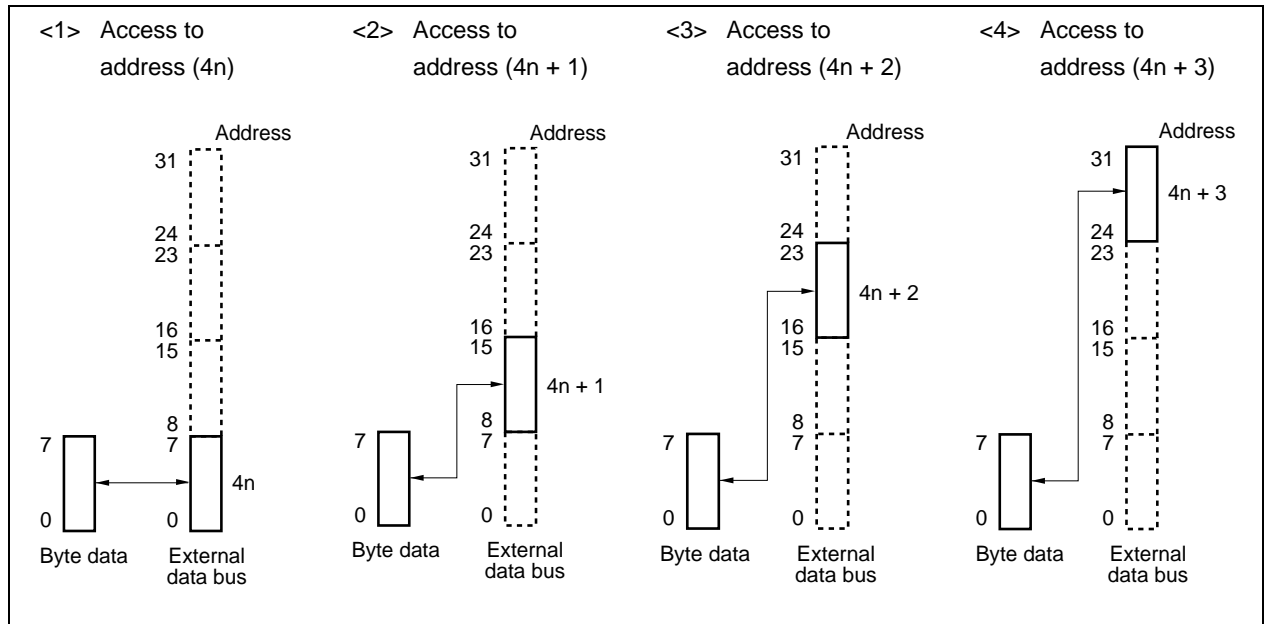 <1> Access to
address (4n)
Address
31
24
23
16
15
8
7
7
0
0
4n
Byte data
External
data bus
<2> Access to
address (4n + 1)
Address
31
24
23
16
15
8
7
7
0
0
4n + 1
Byte data
External
data bus
<3> Access to
address (4n + 2)
Address
31
24
23
16
15
8
7
7
0
0
4n + 2
Byte data
External
data bus
<4> Access to
address (4n + 3)
Address
31
24
23
16
15
8
7
7
0
0
4n + 3
Byte data
External
data bus